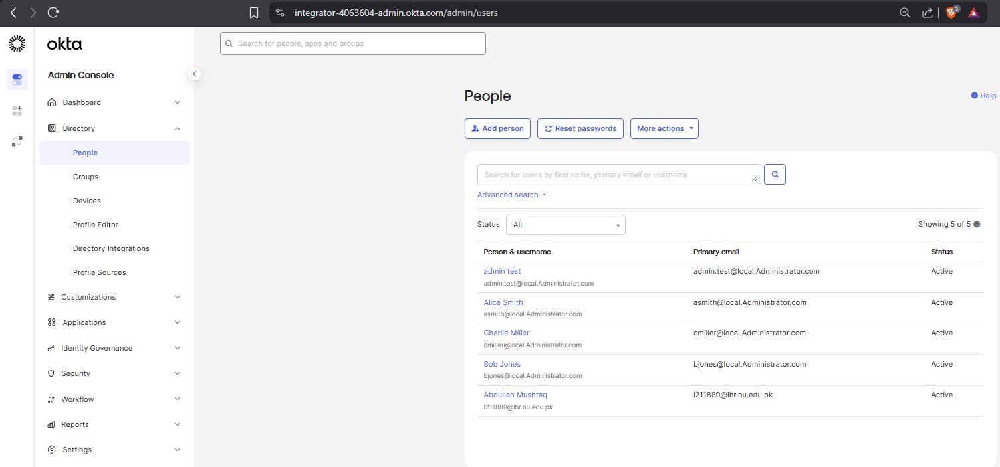 integrator-4063604-admin.okta.com/admin/users
3
okta
Search for people, apps and groups
Admin Console
Dashboard
Directory
People
Groups
Devices
Profile Editor
Directory Integrations
Profile Sources
Customizations
Applications
Identity Governance
Security
Workflow
Reports
Settings
People
Help
Add person
Reset passwords
More actions
Search for users by first name, primary email or username
Advanced search
Status All Showing 5 of 5
Person & username Primary email Status
admin test admin.test@local.Administrator.com Active
admin.test@local.Administrator.com
Alice Smith asmith@local.Administrator.com Active
asmith@local.Administrator.com
Charlie Miller cmiller@local.Administrator.com Active
cmiller@local.Administrator.com
Bob Jones bjones@local.Administrator.com Active
bjones@local.Administrator.com
Abdullah Mushtaq l211880@lhr.nu.edu.pk Active
l211880@lhr.nu.edu.pk